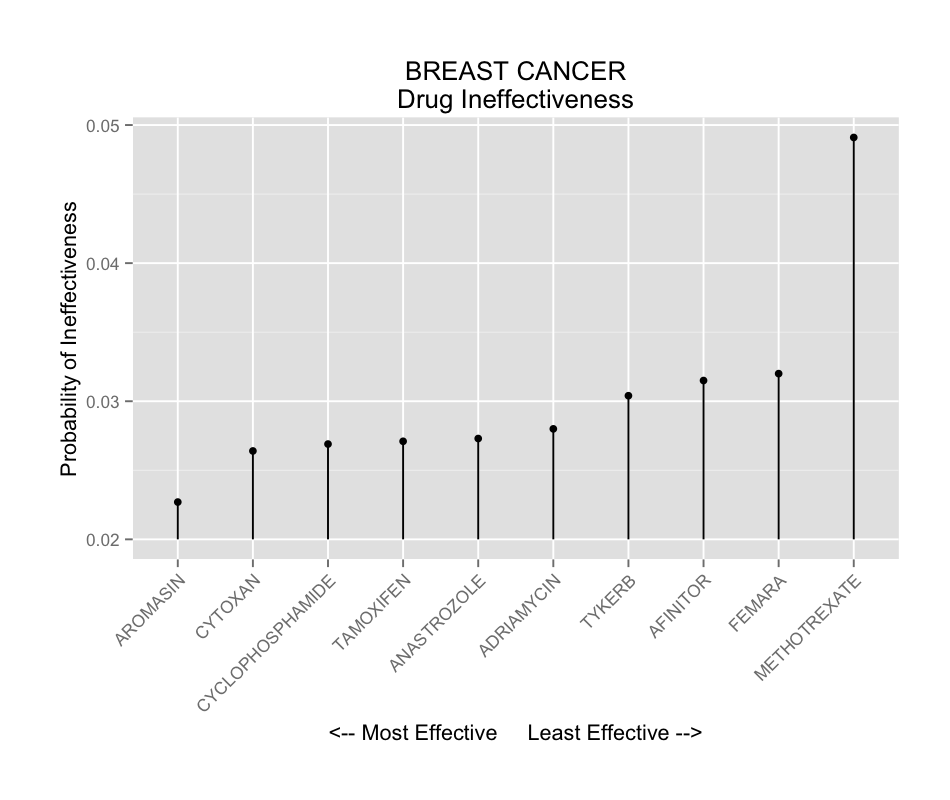 BREAST CANCER
Drug Ineffectiveness
Probability of Ineffectiveness
0.05
0.04
0.03
0.02
AROMASIN
CYTOXAN
CYCLOPHOSPHAMIDE
TAMOXIFEN
ANASTROZOLE
ADRIAMYCIN
TYKERB
AFINITOR
FEMARA
METHOTREXATE
<-- Most Effective Least Effective -->